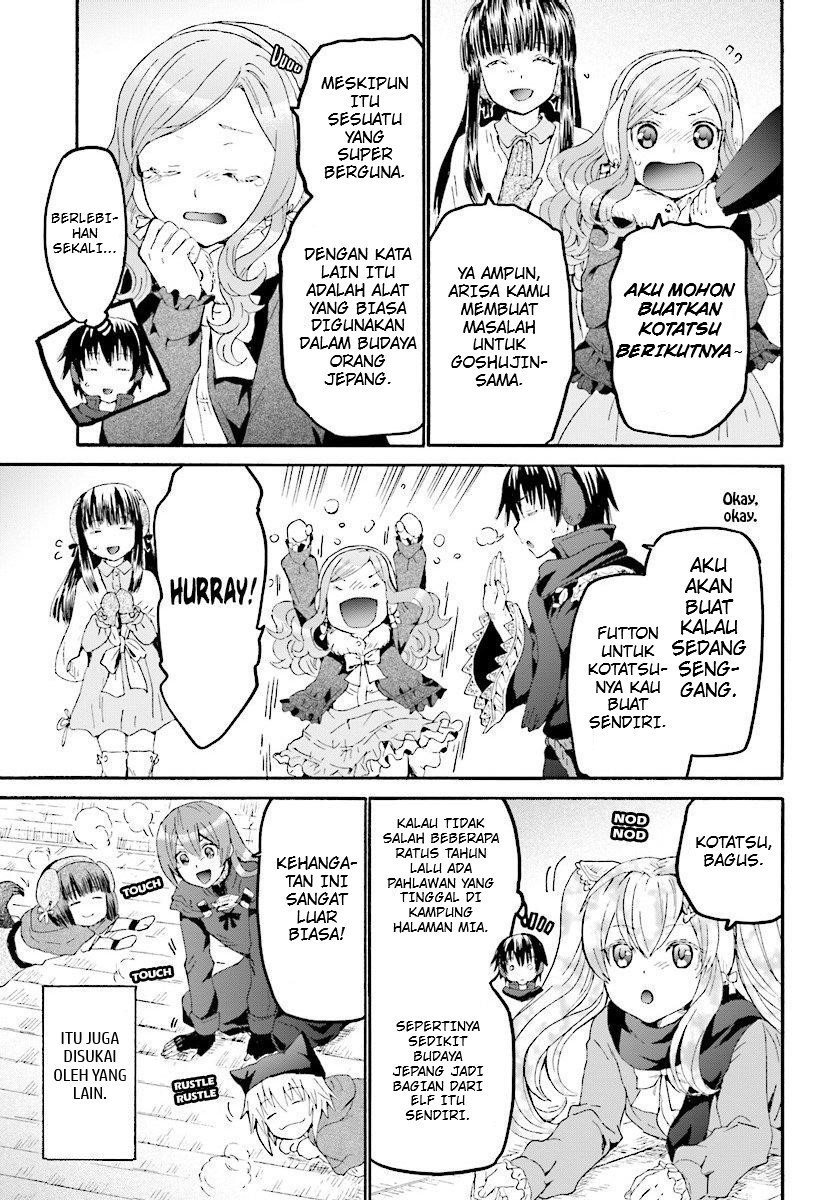 AKU MOHON
BUATKAN
KOTATSU
BERIKUTNYA~
YA AMPUN,
ARISA KAMU
MEMBUAT
MASALAH
UNTUK
GOSHUJIN-
SAMA.
UUUU
MESKIPUN
ITU
SESUATU
YANG
SUPER
BERGUNA.
DENGAN KATA
LAIN ITU
ADALAH ALAT
YANG BIASA
DIGUNAKAN
DALAM BUDAYA
ORANG
JEPANG.
BERLEBI-
HAN
SEKALI...
Okay,
okay.
AKU
AKAN
BUAT
KALAU
SEDANG
SENG-
GANG.
FUTTON
UNTUK
KOTATSU-
NYA KAU
BUAT
SENDIRI.
HURRAY!
KOTATSU,
BAGUS.
NOD
NOD
KALAU TIDAK
SALAH BEBERAPA
RATUS TAHUN
LALU ADA
PAHLAWAN YANG
TINGGAL DI
KAMPUNG
HALAMAN MIA.
SEPERTINYA
SEDIKIT
BUDAYA
JEPANG JADI
BAGIAN DARI
ELF ITU
SENDIRI.
KEHANGA-
TAN INI
SANGAT
LUAR
BIASA!
TOUCH
TOUCH
RUSTLE
RUSTLE
ITU JUGA
DISUKAI
OLEH YANG
LAIN.